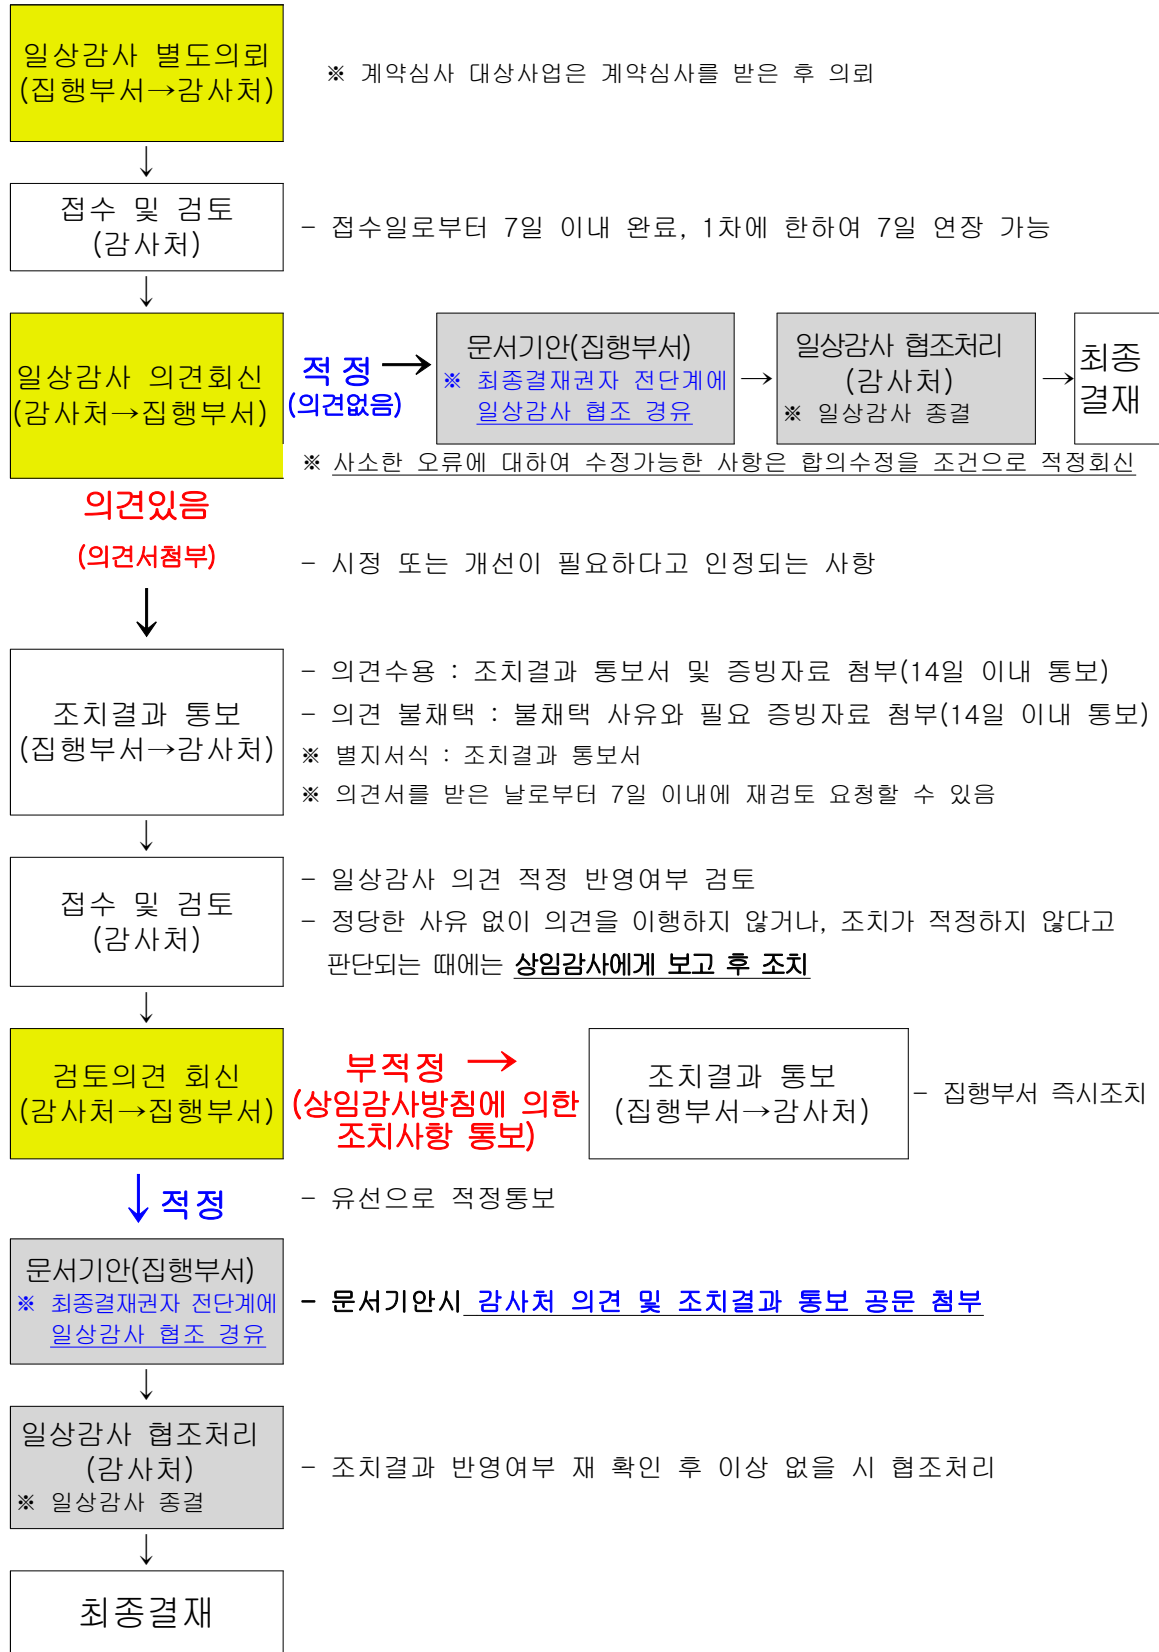 일상감사 별도의뢰
(집행부서→감사처)
※ 계약심사 대상사업은 계약심사를 받은 후 의뢰
↓
접수 및 검토
(감사처)
- 접수일로부터 7일 이내 완료, 1차에 한하여 7일 연장 가능
↓
일상감사 의견회신
(감사처→집행부서)
적 정 →
(의견없음)
문서기안(집행부서)
※ 최종결재권자 전단계에
일상감사 협조 경유
→
일상감사 협조처리
(감사처)
※ 일상감사 종결
→
최종
결재
※ 사소한 오류에 대하여 수정가능한 사항은 합의수정을 조건으로 적정회신
의견있음
(의견서첨부)
- 시정 또는 개선이 필요하다고 인정되는 사항
↓
조치결과 통보
(집행부서→감사처)
- 의견수용 : 조치결과 통보서 및 증빙자료 첨부(14일 이내 통보)
- 의견 불채택 : 불채택 사유와 필요 증빙자료 첨부(14일 이내 통보)
※ 별지서식 : 조치결과 통보서
※ 의견서를 받은 날로부터 7일 이내에 재검토 요청할 수 있음
↓
접수 및 검토
(감사처)
- 일상감사 의견 적정 반영여부 검토
- 정당한 사유 없이 의견을 이행하지 않거나, 조치가 적정하지 않다고
판단되는 때에는 상임감사에게 보고 후 조치
↓
검토의견 회신
(감사처→집행부서)
부적정 →
(상임감사방침에 의한
조치사항 통보)
조치결과 통보
(집행부서→감사처)
- 집행부서 즉시조치
↓ 적정
- 유선으로 적정통보
문서기안(집행부서)
※ 최종결재권자 전단계에
일상감사 협조 경유
- 문서기안시 감사처 의견 및 조치결과 통보 공문 첨부
↓
일상감사 협조처리
(감사처)
※ 일상감사 종결
- 조치결과 반영여부 재 확인 후 이상 없을 시 협조처리
↓
최종결재